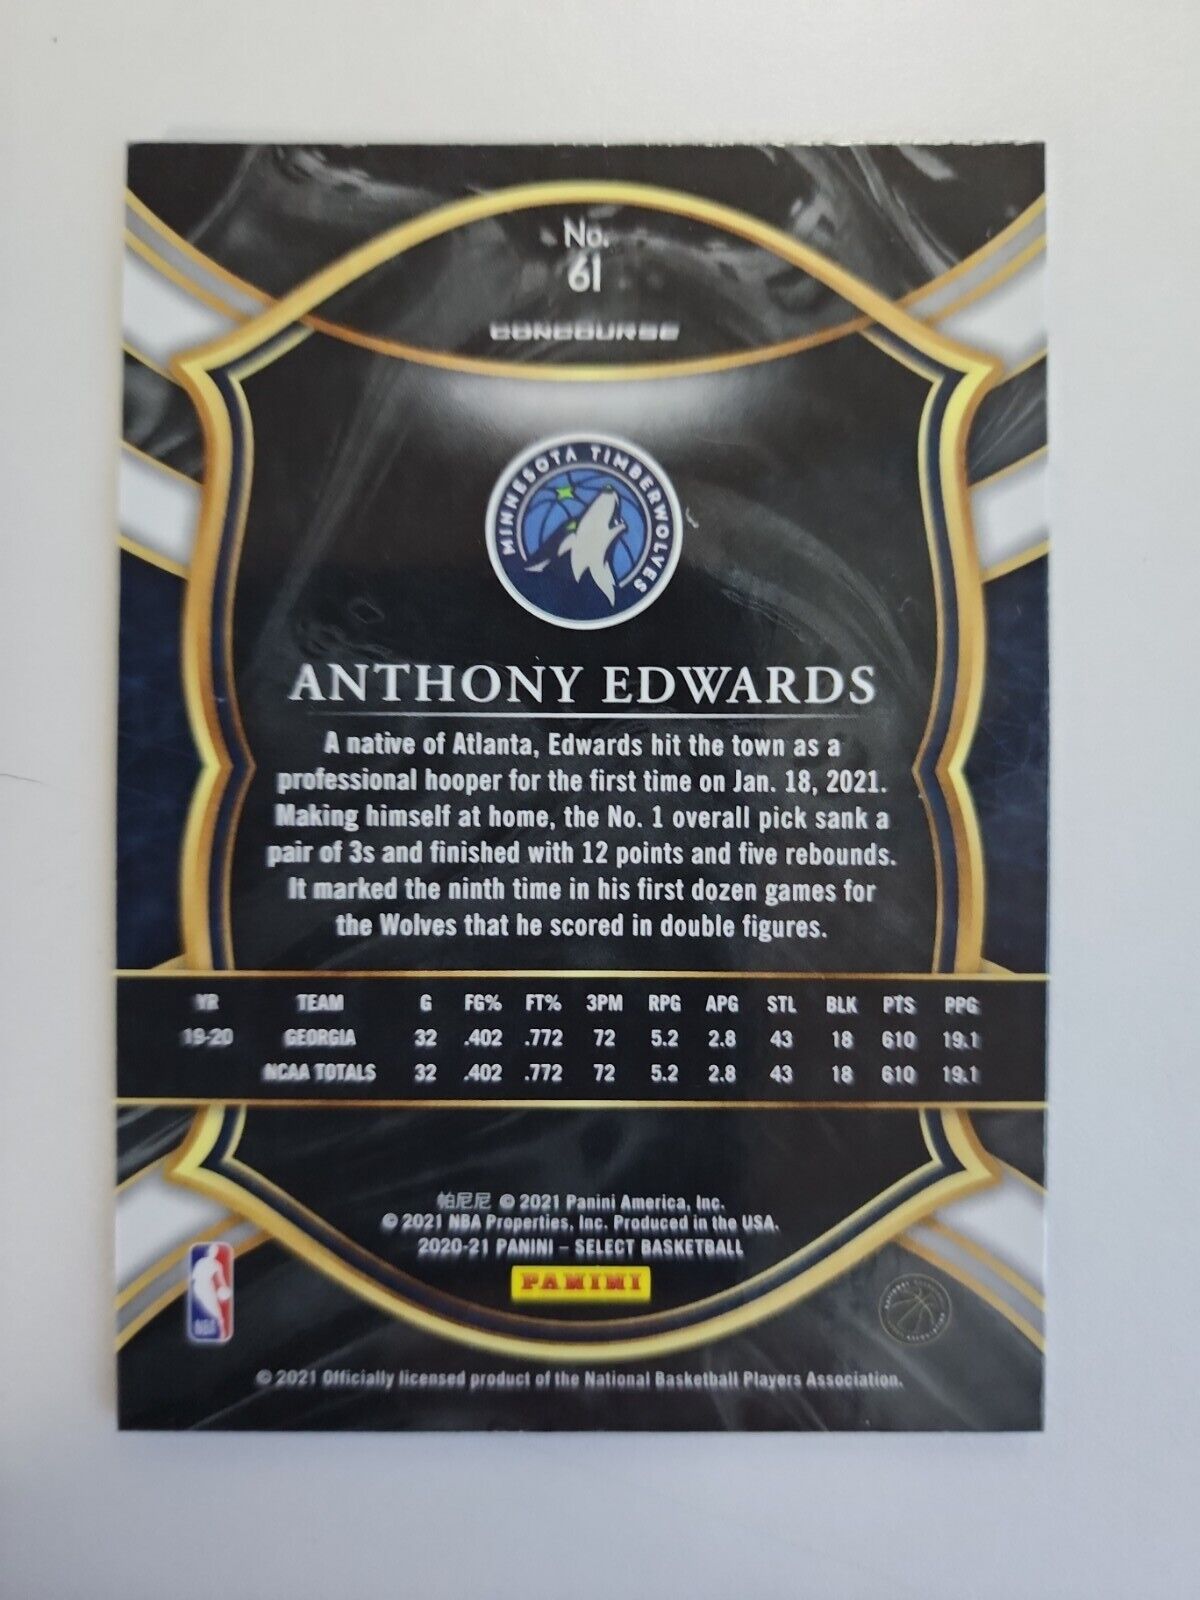 No.
61
CONCOURSE
MINNESOTA TIMBERWOLVES
ANTHONY EDWARDS
A native of Atlanta, Edwards hit the town as a
professional hooper for the first time on Jan. 18, 2021.
Making himself at home, the No. 1 overall pick sank a
pair of 3s and finished with 12 points and five rebounds.
It marked the ninth time in his first dozen games for
the Wolves that he scored in double figures.
YR TEAM G FG% FT% 3PM RPG APG STL BLK PTS PPG
19-20 GEORGIA 32 .402 .772 72 5.2 2.8 43 18 610 19.1
NCAA TOTALS 32 .402 .772 72 5.2 2.8 43 18 610 19.1
帕尼尼 © 2021 Panini America, Inc.
© 2021 NBA Properties, Inc. Produced in the USA.
2020-21 PANINI – SELECT BASKETBALL
PANINI
NBA
© 2021 Officially licensed product of the National Basketball Players Association.